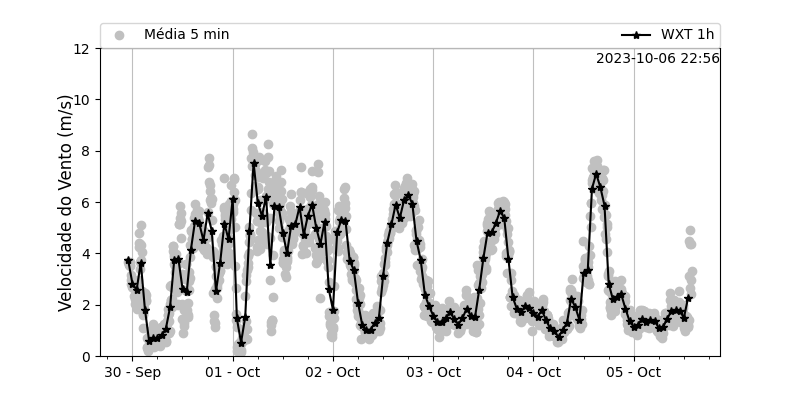 Média 5 min
WXT 1h
2023-10-06 22:56
Velocidade do Vento (m/s)
12
10
8
6
4
2
0
30 - Sep
01 - Oct
02 - Oct
03 - Oct
04 - Oct
05 - Oct